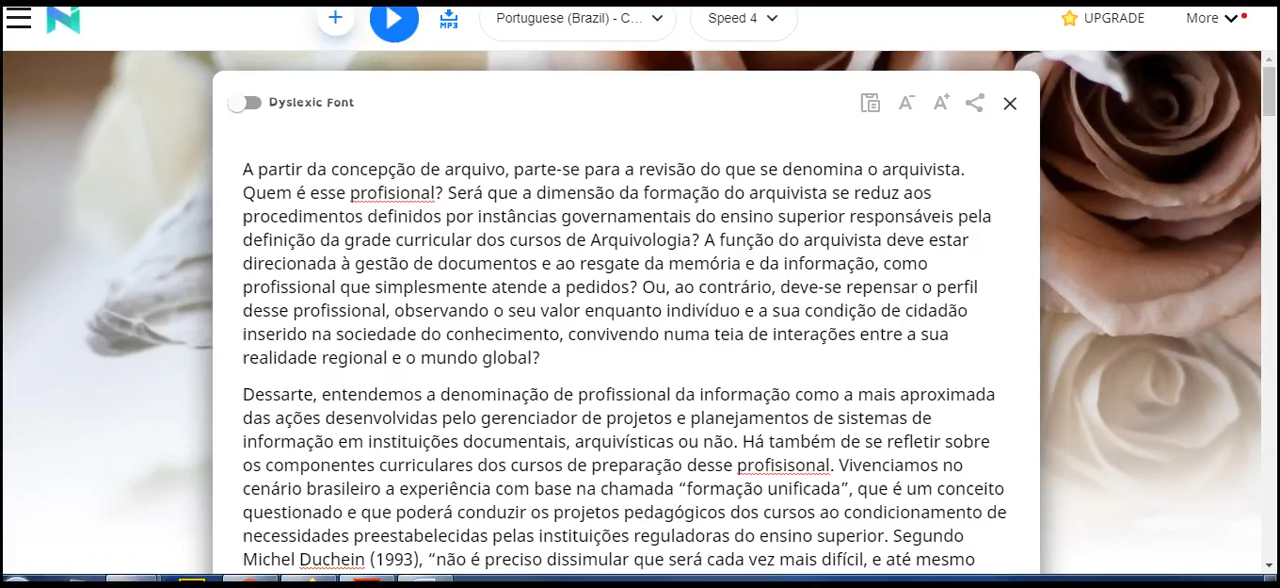 MP3
Portuguese (Brazil) - C...
Speed 4
UPGRADE
More
Dyslexic Font
A partir da concepção de arquivo, parte-se para a revisão do que se denomina o arquivista.
Quem é esse profisional? Será que a dimensão da formação do arquivista se reduz aos
procedimentos definidos por instâncias governamentais do ensino superior responsáveis pela
definição da grade curricular dos cursos de Arquivologia? A função do arquivista deve estar
direcionada à gestão de documentos e ao resgate da memória e da informação, como
profissional que simplesmente atende a pedidos? Ou, ao contrário, deve-se repensar o perfil
desse profissional, observando o seu valor enquanto indivíduo e a sua condição de cidadão
inserido na sociedade do conhecimento, convivendo numa teia de interações entre a sua
realidade regional e o mundo global?
Dessarte, entendemos a denominação de profissional da informação como a mais aproximada
das ações desenvolvidas pelo gerenciador de projetos e planejamentos de sistemas de
informação em instituições documentais, arquivísticas ou não. Há também de se refletir sobre
os componentes curriculares dos cursos de preparação desse profisisonal. Vivenciamos no
cenário brasileiro a experiência com base na chamada “formação unificada”, que é um conceito
questionado e que poderá conduzir os projetos pedagógicos dos cursos ao condicionamento de
necessidades preestabelecidas pelas instituições reguladoras do ensino superior. Segundo
Michel Duchein (1993), “não é preciso dissimular que será cada vez mais difícil, e até mesmo